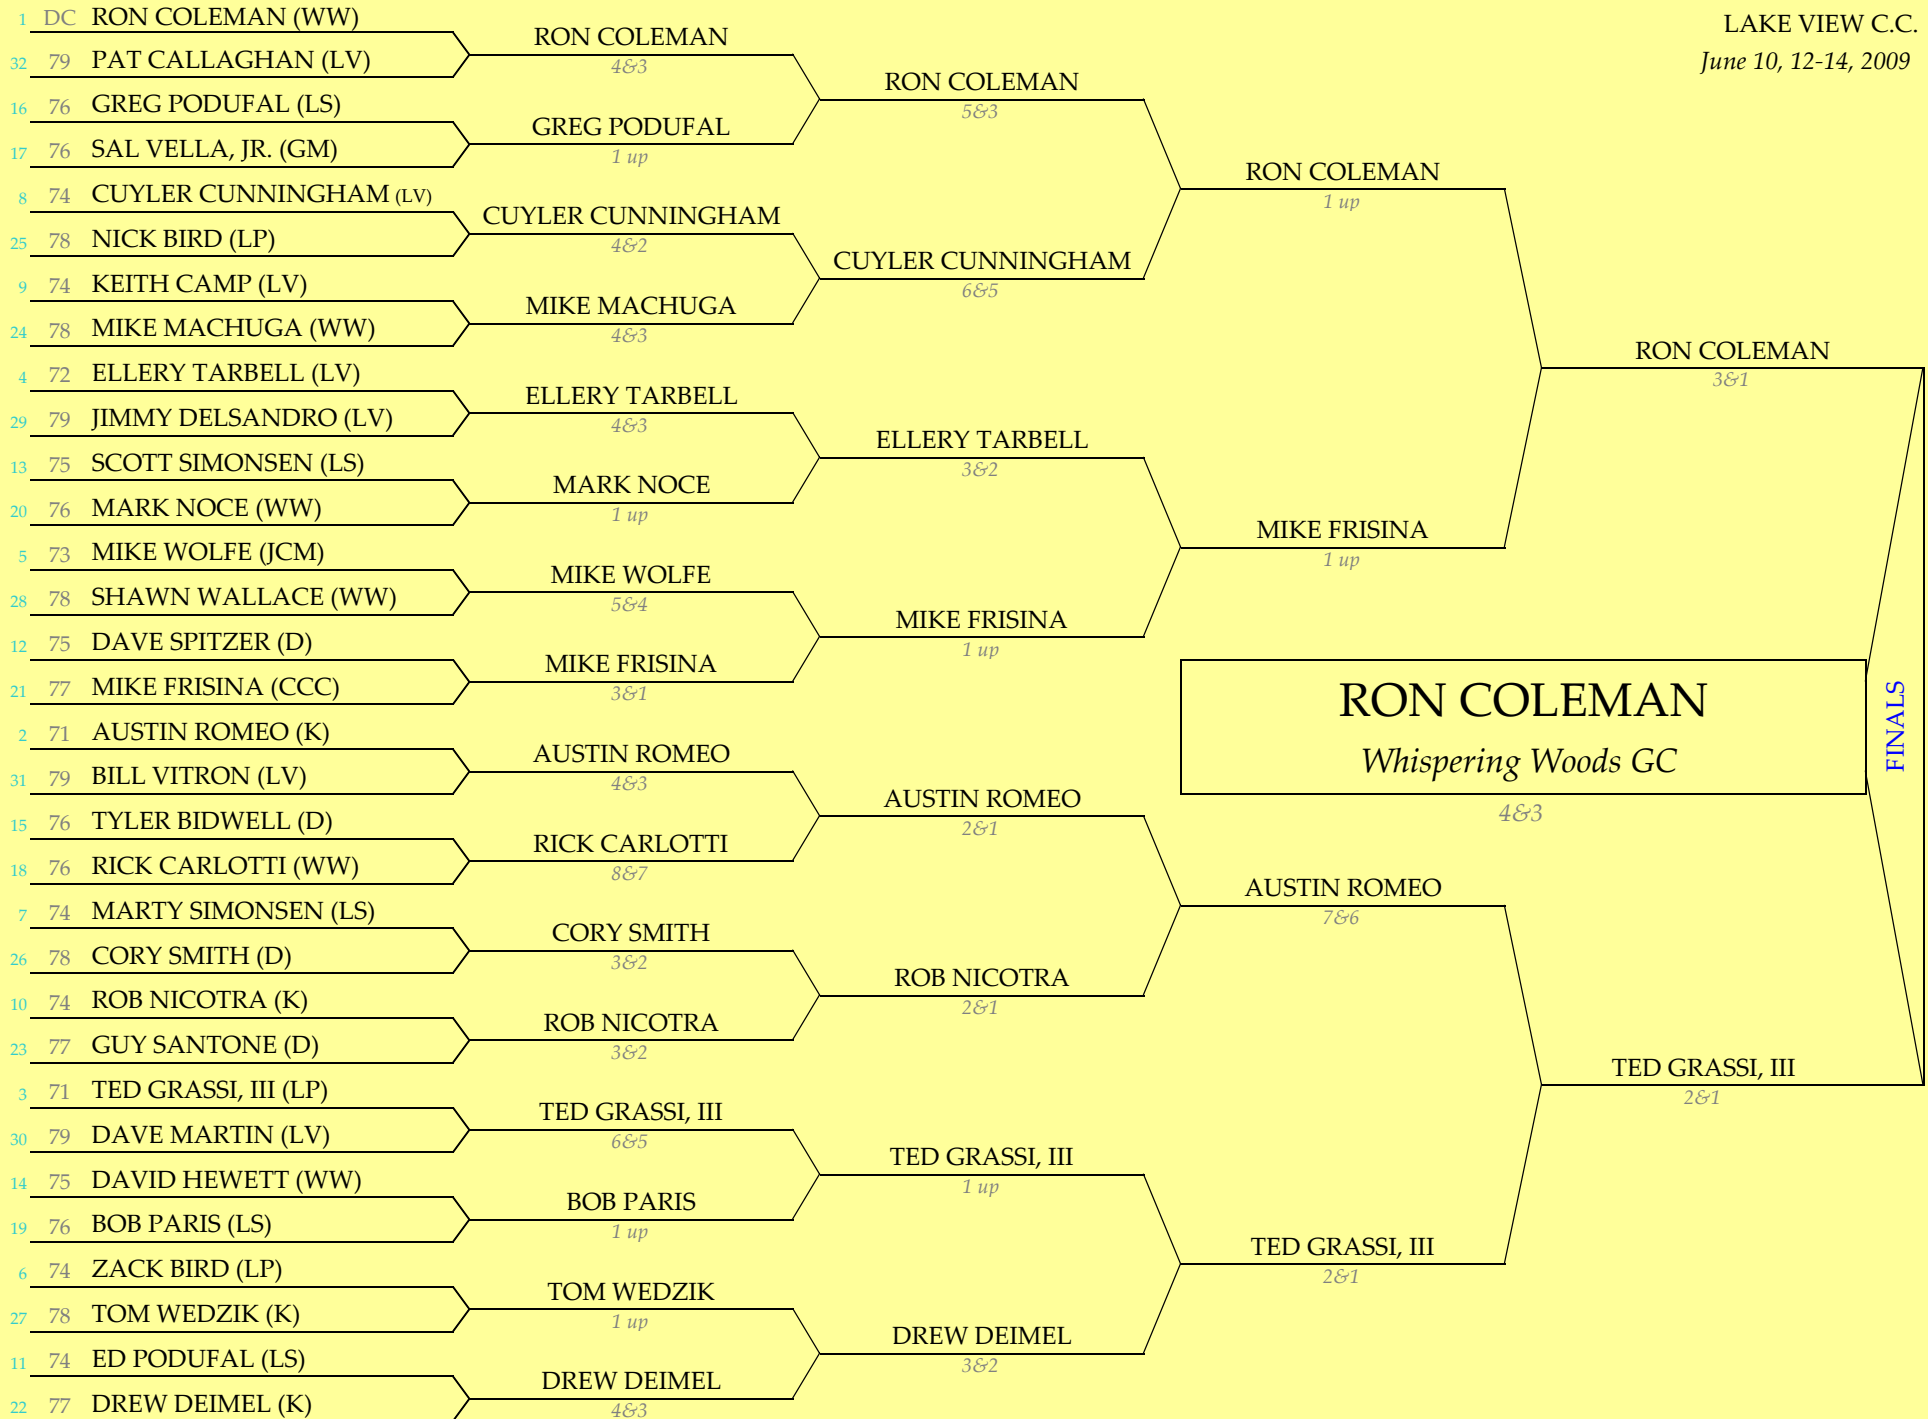 LAKE VIEW C.C.
June 10, 12-14, 2009
1 DC RON COLEMAN (WW)
32 79 PAT CALLAGHAN (LV)
16 76 GREG PODUFAL (LS)
17 76 SAL VELLA, JR. (GM)
8 74 CUYLER CUNNINGHAM (LV)
25 78 NICK BIRD (LP)
9 74 KEITH CAMP (LV)
24 78 MIKE MACHUGA (WW)
4 72 ELLERY TARBELL (LV)
29 79 JIMMY DELSANDRO (LV)
13 75 SCOTT SIMONSEN (LS)
20 76 MARK NOCE (WW)
5 73 MIKE WOLFE (JCM)
28 78 SHAWN WALLACE (WW)
12 75 DAVE SPITZER (D)
21 77 MIKE FRISINA (CCC)
2 71 AUSTIN ROMEO (K)
31 79 BILL VITRON (LV)
15 76 TYLER BIDWELL (D)
18 76 RICK CARLOTTI (WW)
7 74 MARTY SIMONSEN (LS)
26 78 CORY SMITH (D)
10 74 ROB NICOTRA (K)
23 77 GUY SANTONE (D)
3 71 TED GRASSI, III (LP)
30 79 DAVE MARTIN (LV)
14 75 DAVID HEWETT (WW)
19 76 BOB PARIS (LS)
6 74 ZACK BIRD (LP)
27 78 TOM WEDZIK (K)
11 74 ED PODUFAL (LS)
22 77 DREW DEIMEL (K)
RON COLEMAN
4&3
GREG PODUFAL
1 up
CUYLER CUNNINGHAM
4&2
MIKE MACHUGA
4&3
ELLERY TARBELL
4&3
MARK NOCE
1 up
MIKE WOLFE
5&4
MIKE FRISINA
3&1
AUSTIN ROMEO
4&3
RICK CARLOTTI
8&7
CORY SMITH
3&2
ROB NICOTRA
3&2
TED GRASSI, III
6&5
BOB PARIS
1 up
TOM WEDZIK
1 up
DREW DEIMEL
4&3
RON COLEMAN
5&3
CUYLER CUNNINGHAM
6&5
ELLERY TARBELL
3&2
MIKE FRISINA
1 up
AUSTIN ROMEO
2&1
ROB NICOTRA
2&1
TED GRASSI, III
1 up
DREW DEIMEL
3&2
RON COLEMAN
1 up
MIKE FRISINA
1 up
AUSTIN ROMEO
7&6
TED GRASSI, III
2&1
RON COLEMAN
3&1
TED GRASSI, III
2&1
RON COLEMAN
Whispering Woods GC
4&3
FINALS